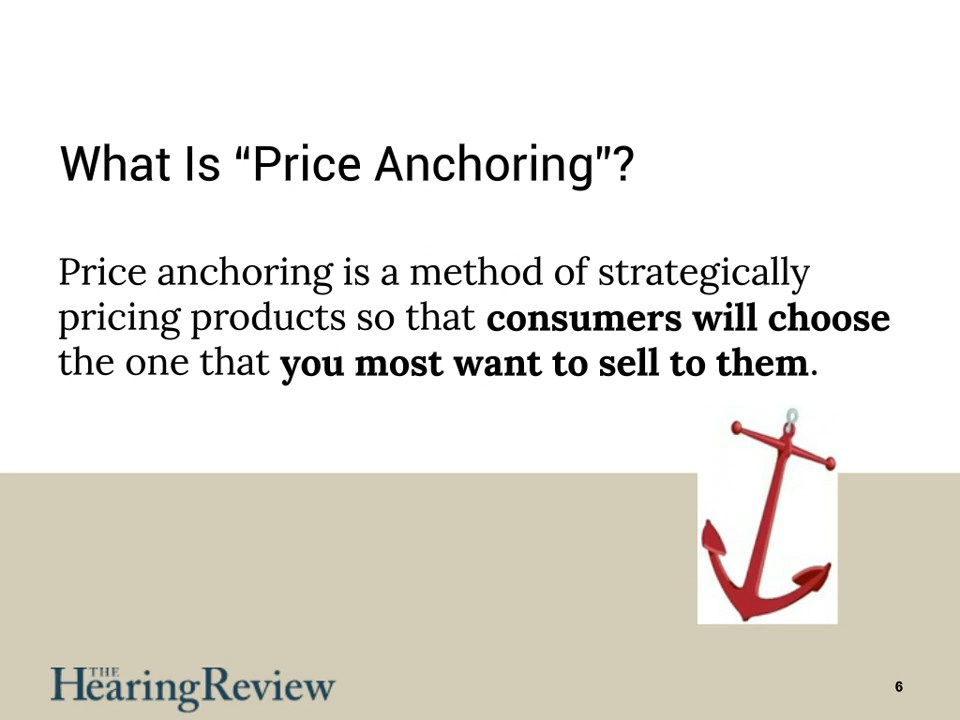 What Is “Price Anchoring”?
Price anchoring is a method of strategically
pricing products so that consumers will choose
the one that you most want to sell to them.
THE
HearingReview
6